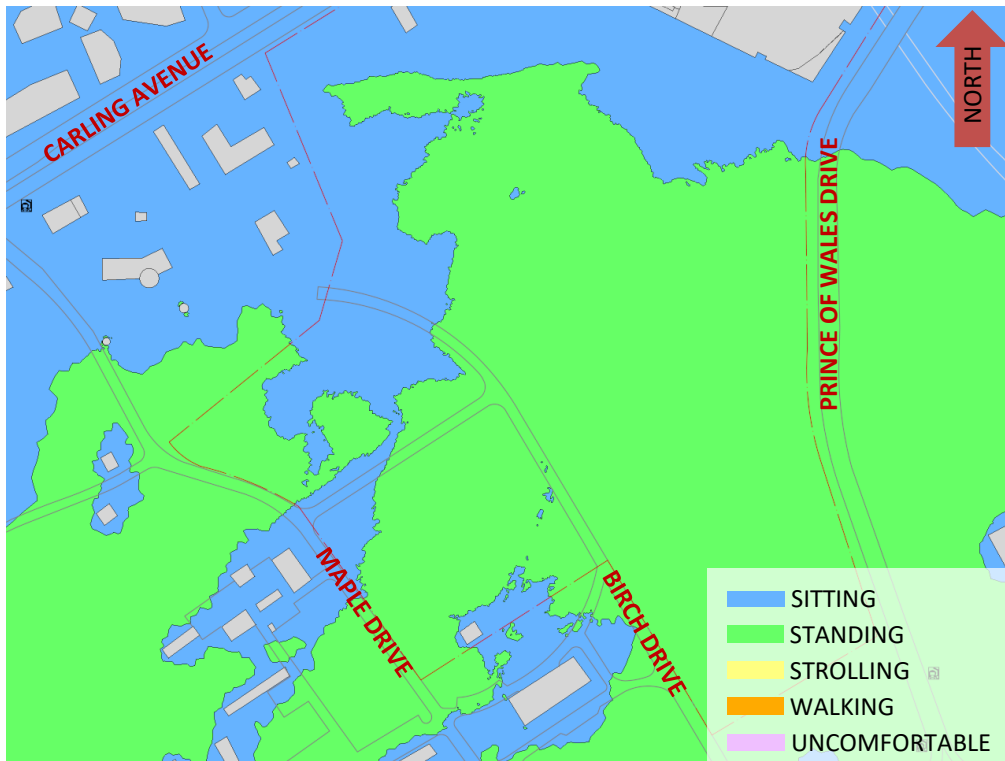 CARLING AVENUE
NORTH
PRINCE OF WALES DRIVE
MAPLE DRIVE
BIRCH DRIVE
SITTING
STANDING
STROLLING
WALKING
UNCOMFORTABLE